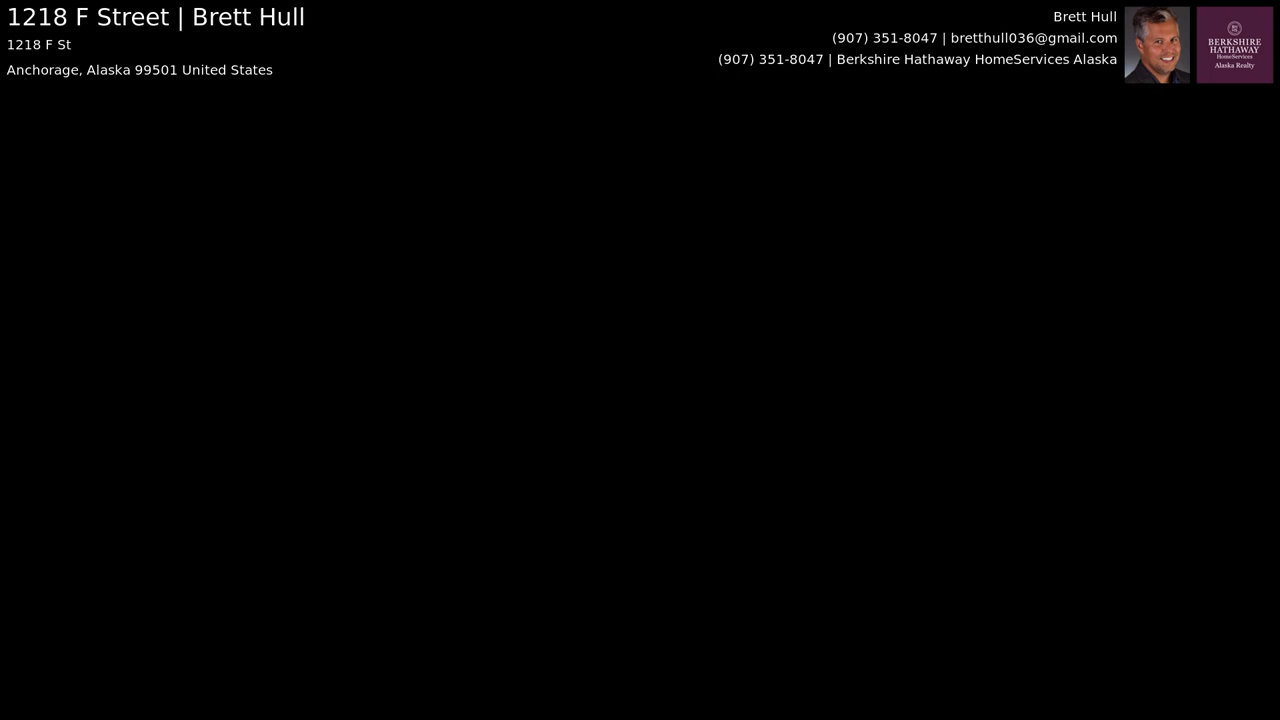 1218 F Street | Brett Hull
1218 F St
Anchorage, Alaska 99501 United States
Brett Hull
(907) 351-8047 | bretthull036@gmail.com
(907) 351-8047 | Berkshire Hathaway HomeServices Alaska
BERKSHIRE
HATHAWAY
HomeServices
Alaska Realty